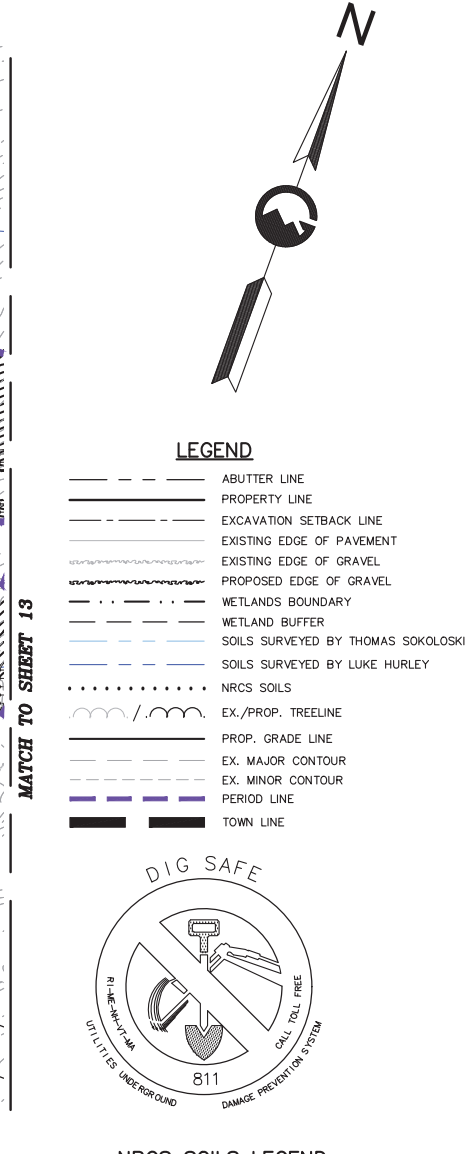 N
LEGEND
ABUTTER LINE
PROPERTY LINE
EXCAVATION SETBACK LINE
EXISTING EDGE OF PAVEMENT
EXISTING EDGE OF GRAVEL
PROPOSED EDGE OF GRAVEL
WETLANDS BOUNDARY
WETLAND BUFFER
SOILS SURVEYED BY THOMAS SOKOLOSKI
SOILS SURVEYED BY LUKE HURLEY
NRCS SOILS
EX./PROP. TREELINE
PROP. GRADE LINE
EX. MAJOR CONTOUR
EX. MINOR CONTOUR
PERIOD LINE
TOWN LINE
MATCH TO SHEET 13
DIG SAFE
RI-ME-NH-VT-MA
CALL TOLL FREE
UTILITIES UNDERGROUND
DAMAGE PREVENTION SYSTEM
811
NRCS SOILS LEGEND